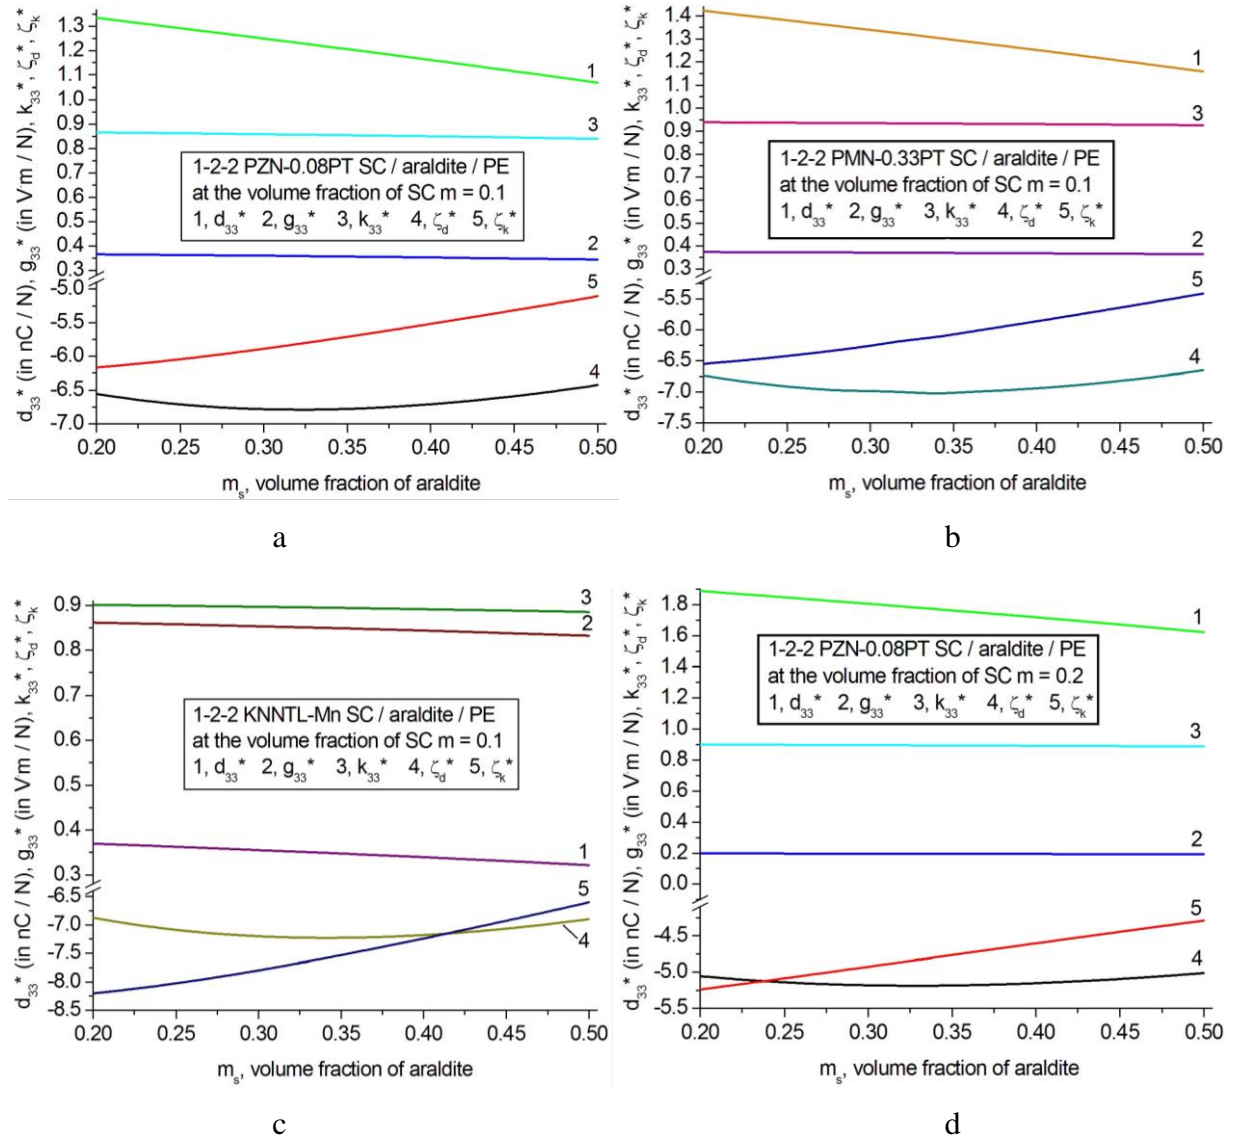 d₃₃* (in nC / N), g₃₃* (in Vm / N), k₃₃*, ζ_d*, ζ_k*
1.3
1.2
1.1
1.0
0.9
0.8
0.7
0.6
0.5
0.4
0.3
-5.0
-5.5
-6.0
-6.5
-7.0
1
3
1-2-2 PZN-0.08PT SC / araldite / PE
at the volume fraction of SC m = 0.1
1, d₃₃* 2, g₃₃* 3, k₃₃* 4, ζ_d* 5, ζ_k*
2
5
4
0.20 0.25 0.30 0.35 0.40 0.45 0.50
mₛ, volume fraction of araldite
a
d₃₃* (in nC / N), g₃₃* (in Vm / N), k₃₃*, ζ_d*, ζ_k*
1.4
1.3
1.2
1.1
1.0
0.9
0.8
0.7
0.6
0.5
0.4
0.3
-5.5
-6.0
-6.5
-7.0
-7.5
1
3
1-2-2 PMN-0.33PT SC / araldite / PE
at the volume fraction of SC m = 0.1
1, d₃₃* 2, g₃₃* 3, k₃₃* 4, ζ_d* 5, ζ_k*
2
5
4
0.20 0.25 0.30 0.35 0.40 0.45 0.50
mₛ, volume fraction of araldite
b
d₃₃* (in nC / N), g₃₃* (in Vm / N), k₃₃*, ζ_d*, ζ_k*
0.9
0.8
0.7
0.6
0.5
0.4
0.3
-6.5
-7.0
-7.5
-8.0
-8.5
3
2
1-2-2 KNNTL-Mn SC / araldite / PE
at the volume fraction of SC m = 0.1
1, d₃₃* 2, g₃₃* 3, k₃₃* 4, ζ_d* 5, ζ_k*
1
5
4
0.20 0.25 0.30 0.35 0.40 0.45 0.50
mₛ, volume fraction of araldite
c
d₃₃* (in nC / N), g₃₃* (in Vm / N), k₃₃*, ζ_d*, ζ_k*
1.8
1.6
1.4
1.2
1.0
0.8
0.6
0.4
0.2
0.0
-4.5
-5.0
-5.5
1
1-2-2 PZN-0.08PT SC / araldite / PE
at the volume fraction of SC m = 0.2
1, d₃₃* 2, g₃₃* 3, k₃₃* 4, ζ_d* 5, ζ_k*
3
2
5
4
0.20 0.25 0.30 0.35 0.40 0.45 0.50
mₛ, volume fraction of araldite
d